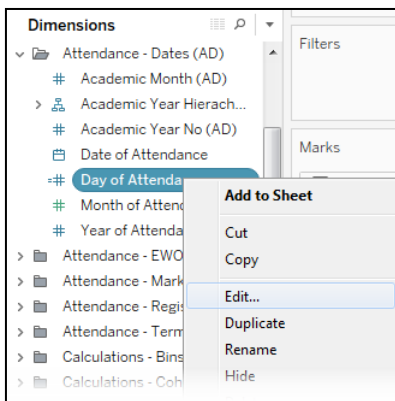 Dimensions
Attendance - Dates (AD)
Academic Month (AD)
Academic Year Hierach...
Academic Year No (AD)
Date of Attendance
Day of Attenda
Month of Atten
Year of Attenda
Attendance - EWO
Attendance - Mark
Attendance - Regis
Attendance - Term
Calculations - Bins
Calculations - Coh
Filters
Marks
Add to Sheet
Cut
Copy
Edit...
Duplicate
Rename
Hide